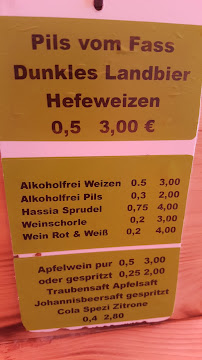 Pils vom Fass
Dunkles Landbier
Hefeweizen
0,5 3,00 €
Alkoholfrei Weizen 0.5 3,00
Alkoholfrei Pils 0,3 2,00
Hassia Sprudel 0,75 4,00
Weinschorle 0,2 3,00
Wein Rot & Weiß 0,2 4,00
Apfelwein pur 0,5 3,00
oder gespritzt 0,25 2,00
Traubensaft Apfelsaft
Johannisbeersaft gespritzt
Cola Spezi Zitrone
0,4 2,80